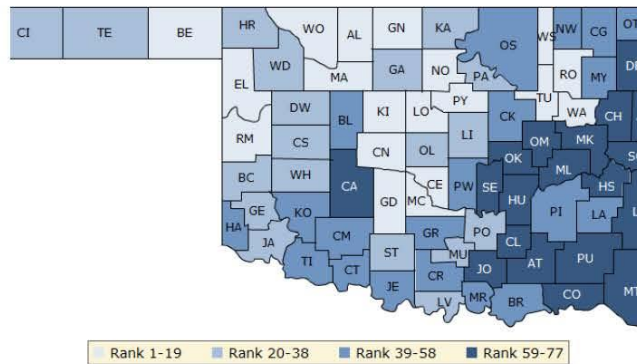 CI TE BE HR WO AL GN KA OS WS NW CG OT
WD MA GA NO PA RO MY DE
EL DW BL KI LO PY TU WA CH
RM CS CN OL LI CK OM MK
BC WH CA CE PW OK ML HS
GE KO GD MC SE HU PI LA
HA JA CM ST GR PO MU CL AT PU
TI CT JE CR JO CO MT
LV MR BR
Rank 1-19 Rank 20-38 Rank 39-58 Rank 59-77